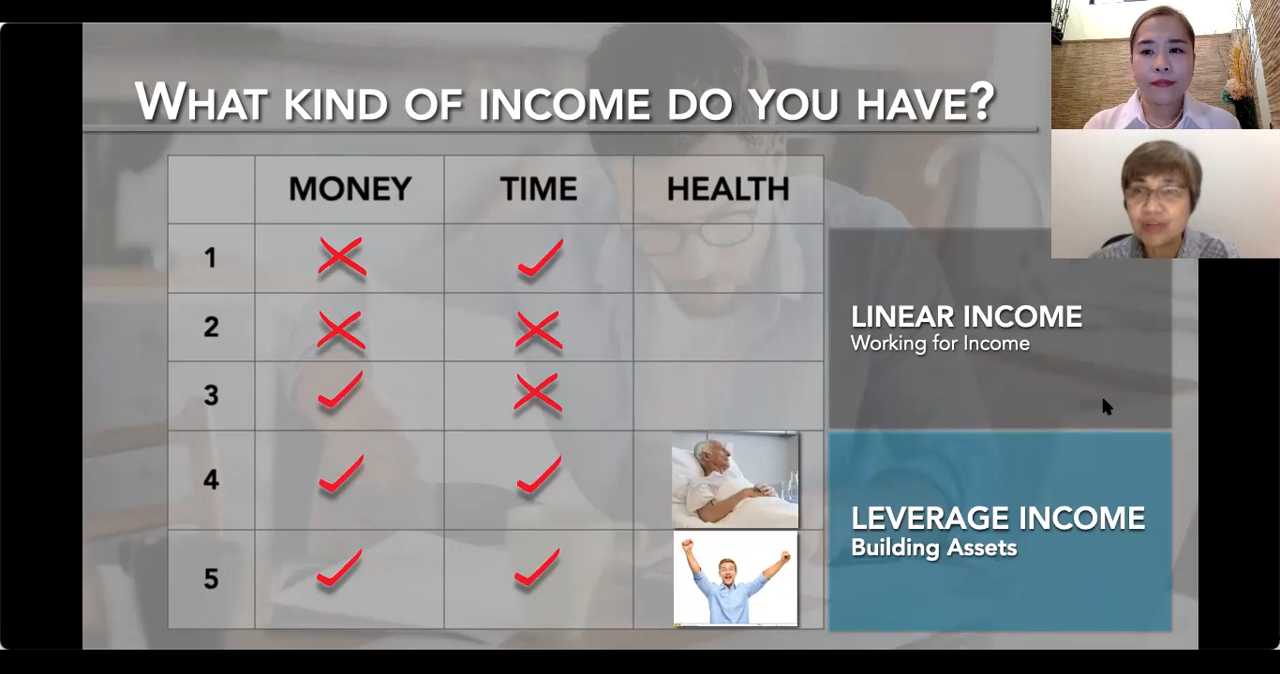 WHAT KIND OF INCOME DO YOU HAVE?
MONEY TIME HEALTH
1
2
3
4
5
LINEAR INCOME
Working for Income
LEVERAGE INCOME
Building Assets